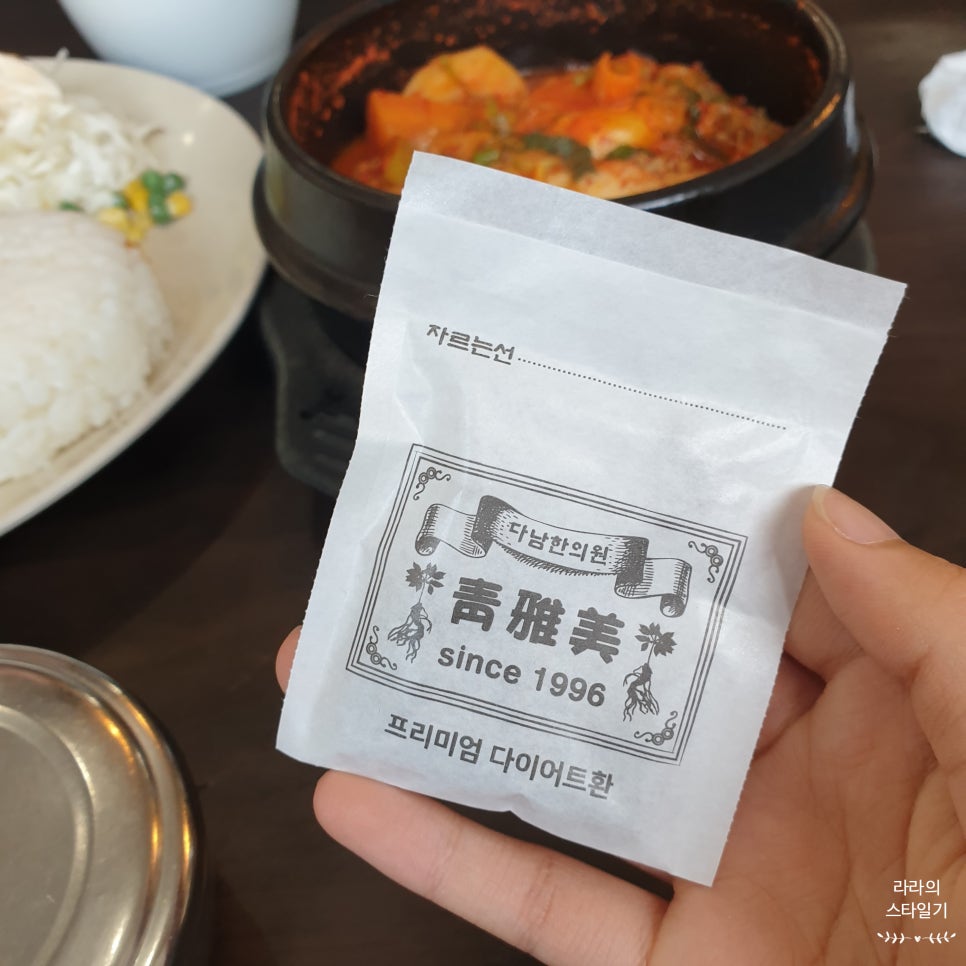 자르는선
다남한의원
靑雅美
since 1996
프리미엄 다이어트환
라라의
스타일기